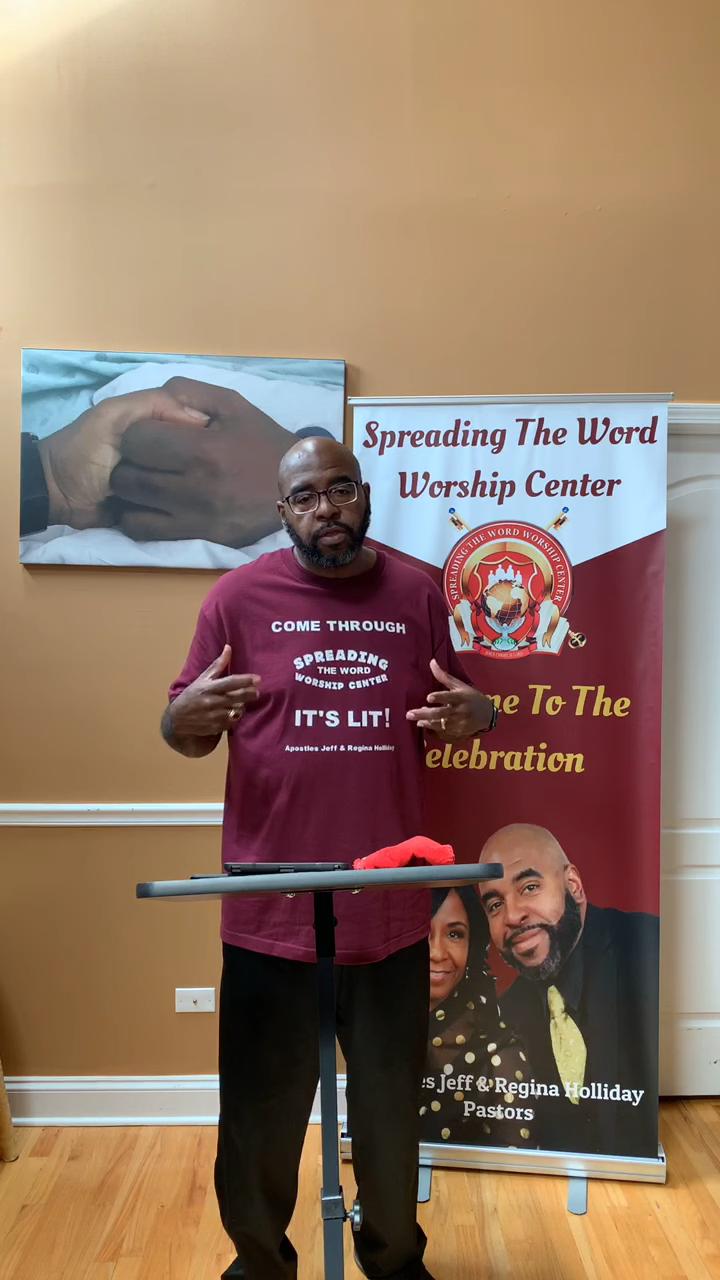 Spreading The Word
Worship Center
SPREADING THE WORD WORSHIP CENTER
me To The
elebration
es Jeff & Regina Holliday
Pastors
COME THROUGH
SPREADING
THE WORD
WORSHIP CENTER
IT'S LIT!
Apostles Jeff & Regina Holliday